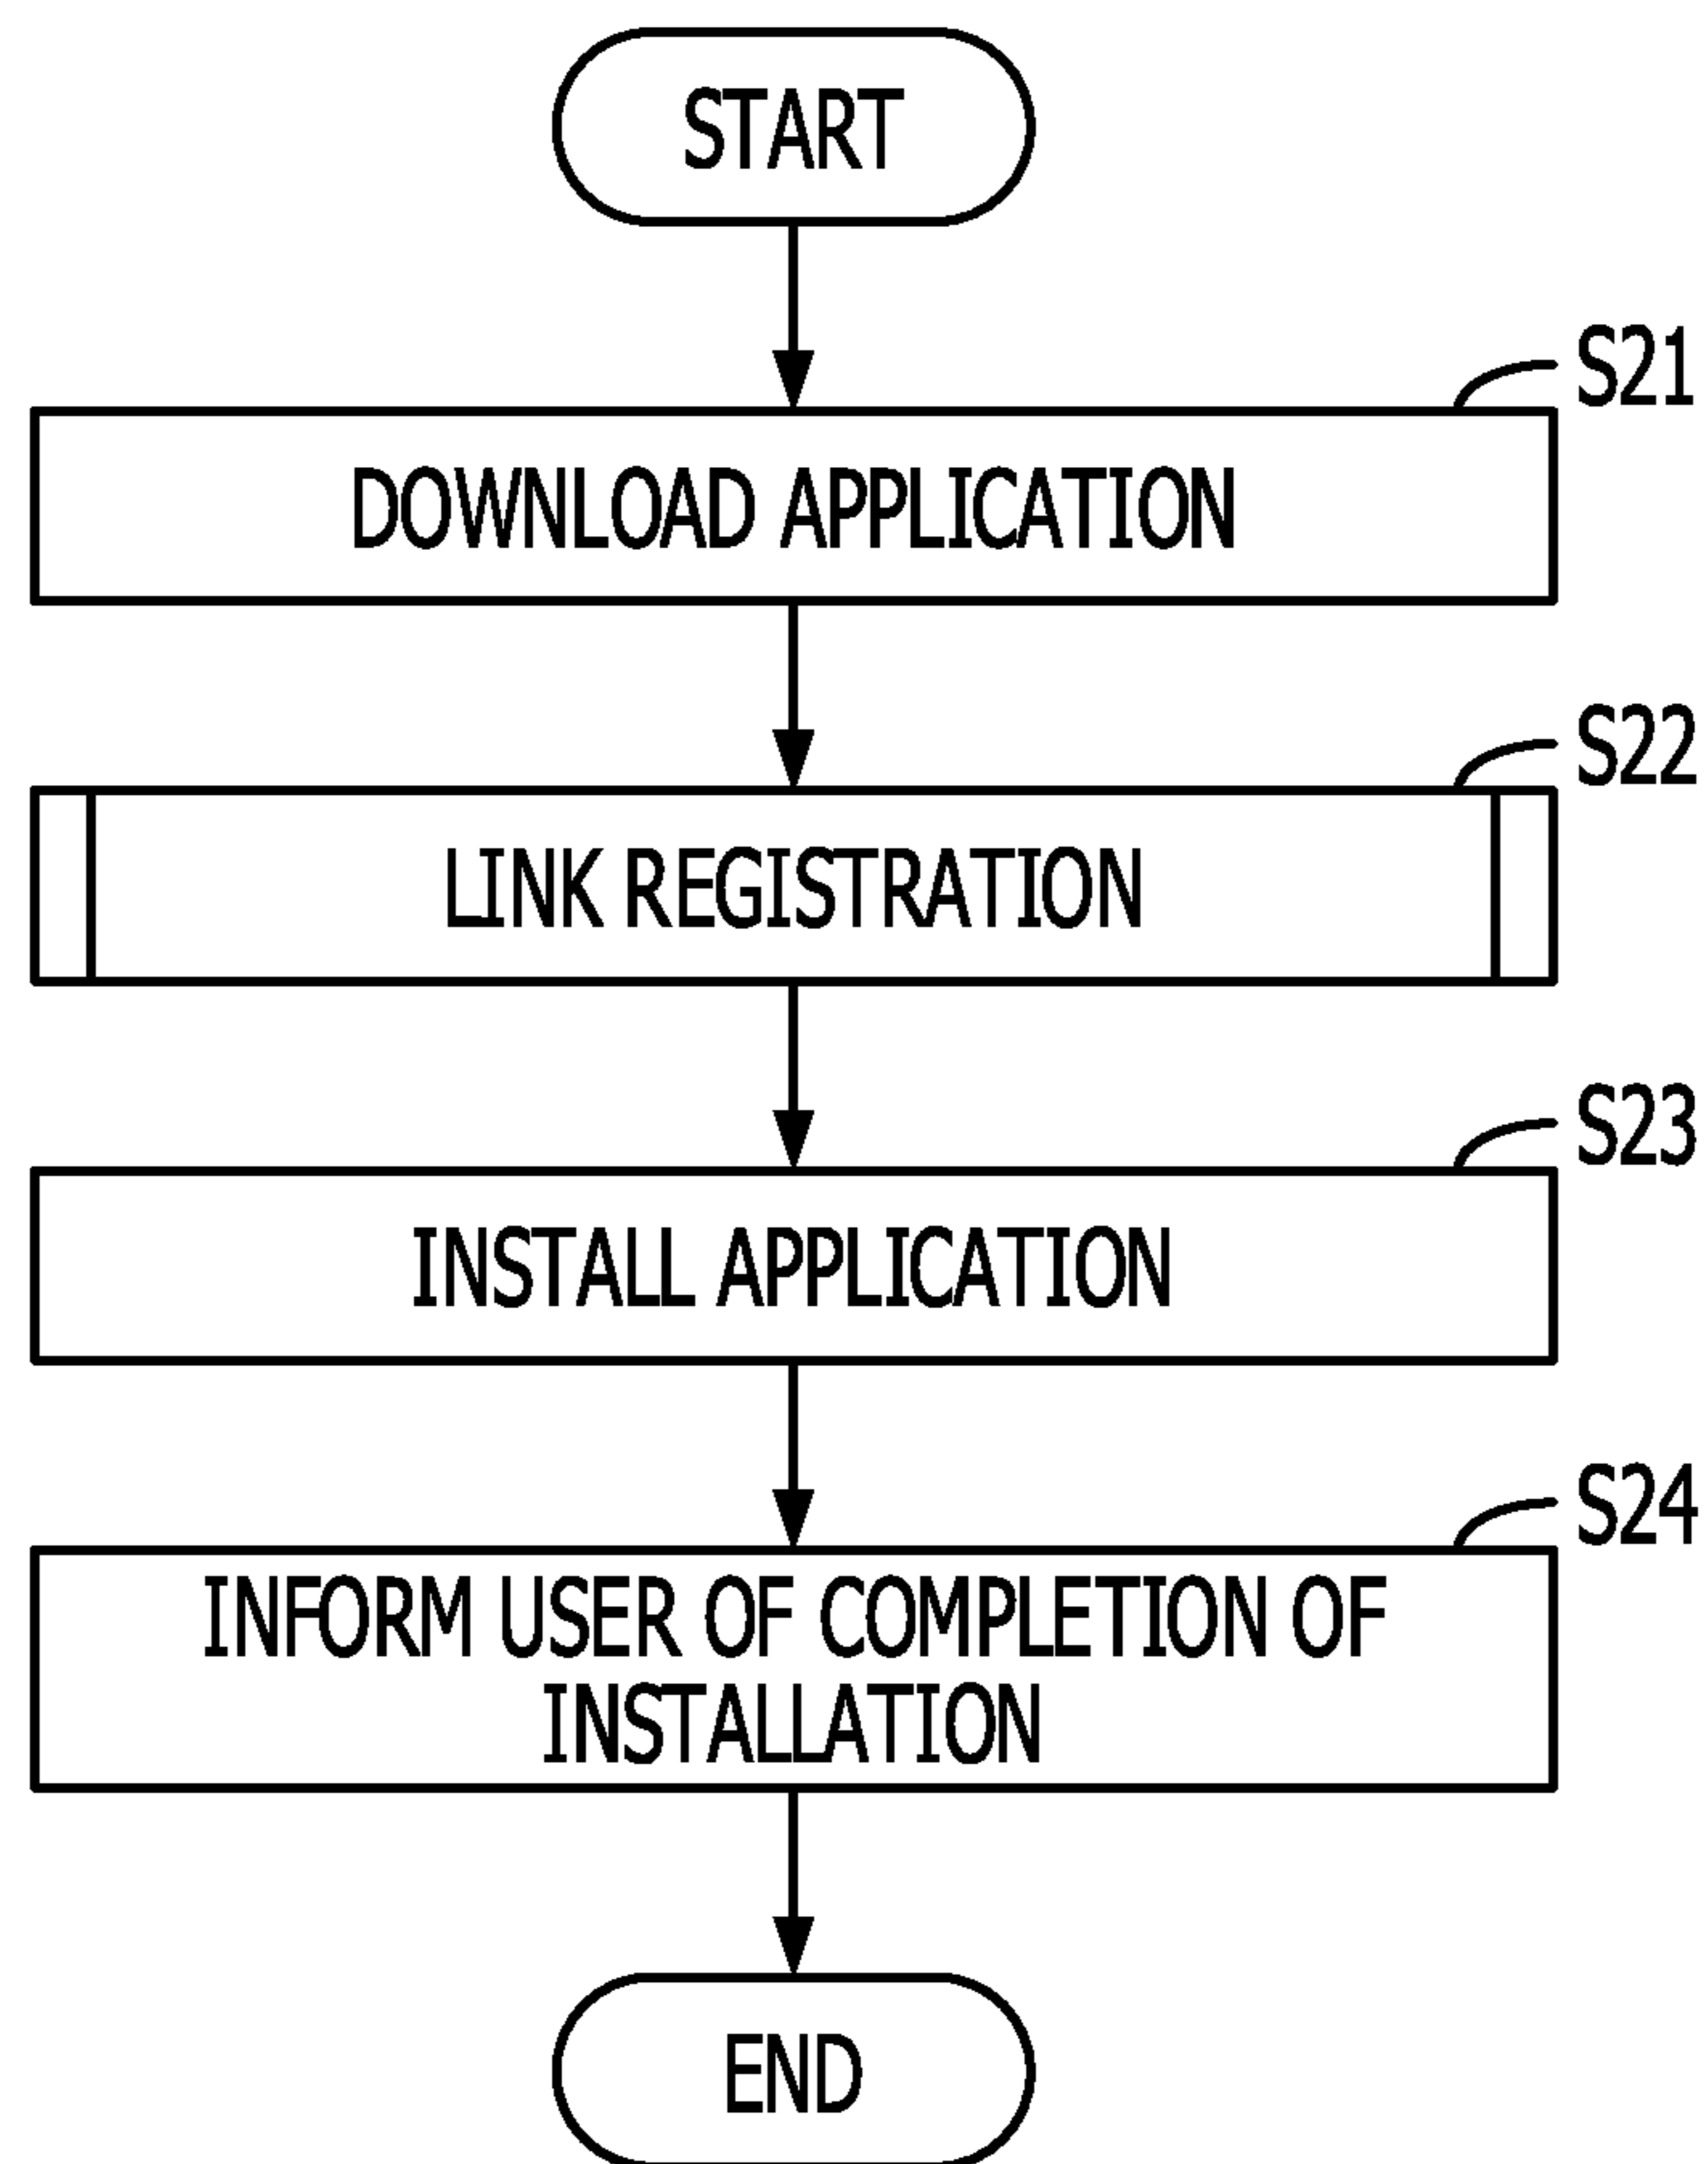 START
S21
DOWNLOAD APPLICATION
S22
LINK REGISTRATION
S23
INSTALL APPLICATION
S24
INFORM USER OF COMPLETION OF
INSTALLATION
END